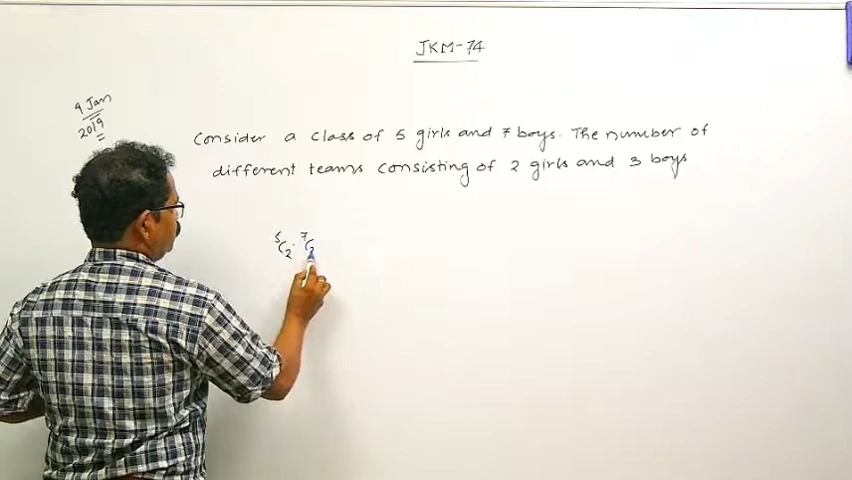 JKM-74
9 Jan
2019
Consider a class of 5 girls and 7 boys. The number of
different teams consisting of 2 girls and 3 boys
⁵C₂ · ⁷C